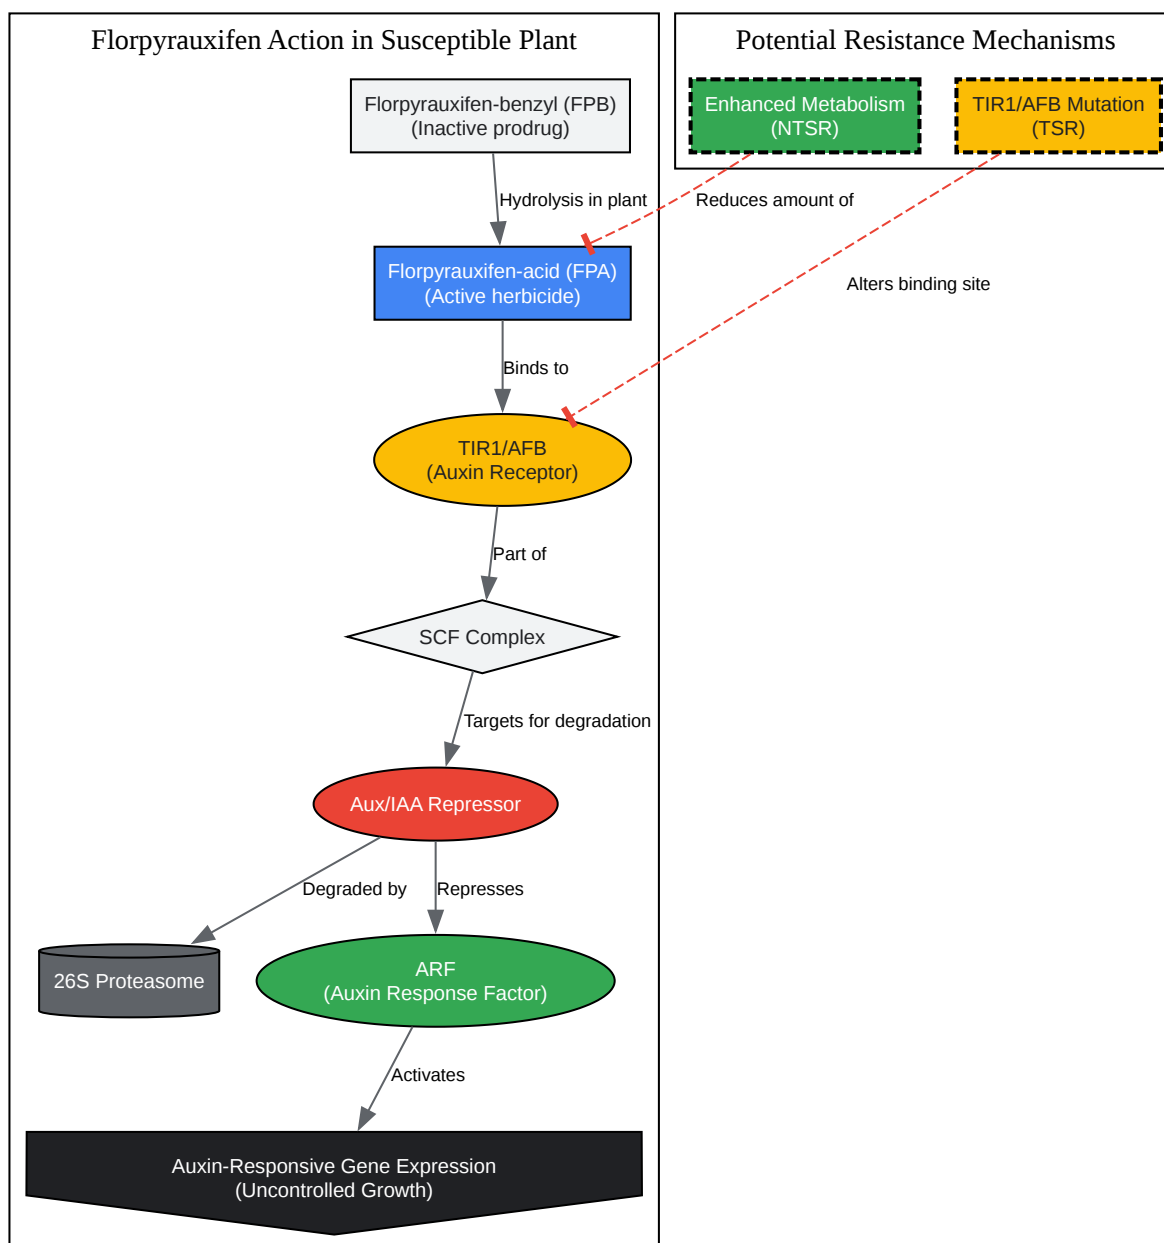 Florpyrauxifen Action in Susceptible Plant
Potential Resistance Mechanisms
Florpyrauxifen-benzyl (FPB)
(Inactive prodrug)
Enhanced Metabolism
(NTSR)
TIR1/AFB Mutation
(TSR)
Hydrolysis in plant
Reduces amount of
Florpyrauxifen-acid (FPA)
(Active herbicide)
Alters binding site
Binds to
TIR1/AFB
(Auxin Receptor)
Part of
SCF Complex
Targets for degradation
Aux/IAA Repressor
Degraded by
Represses
26S Proteasome
ARF
(Auxin Response Factor)
Activates
Auxin-Responsive Gene Expression
(Uncontrolled Growth)